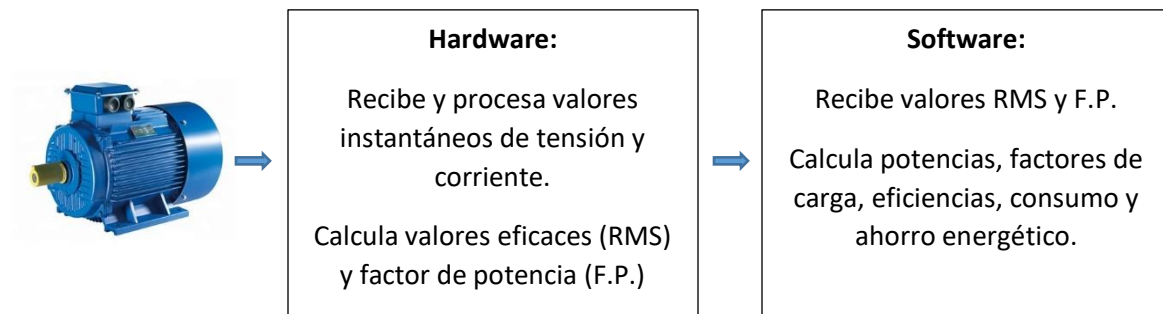 Hardware:
Recibe y procesa valores
instantáneos de tensión y
corriente.
Calcula valores eficaces (RMS)
y factor de potencia (F.P.)
Software:
Recibe valores RMS y F.P.
Calcula potencias, factores de
carga, eficiencias, consumo y
ahorro energético.